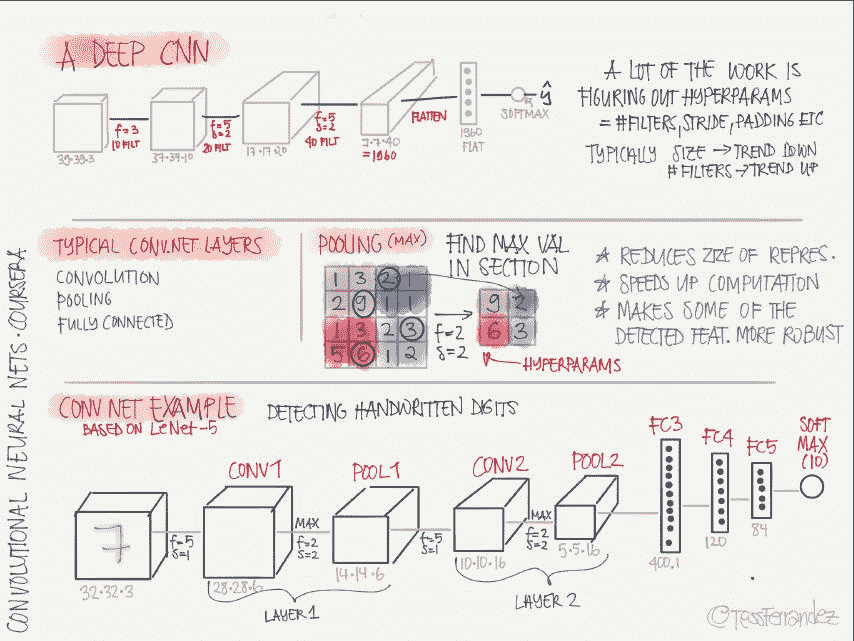 A DEEP CNN
39·39·3
f=3
10 FILT
37·37·10
f=5
s=2
20 FILT
17·17·20
f=5
s=2
40 FILT
7·7·40
=1960
FLATTEN
1960
FLAT
SOFTMAX
ŷ
A LOT OF THE WORK IS
FIGURING OUT HYPERPARAMS
= #FILTERS, STRIDE, PADDING ETC
TYPICALLY SIZE → TREND DOWN
#FILTERS → TREND UP
TYPICAL CONV.NET LAYERS
CONVOLUTION
POOLING
FULLY CONNECTED
POOLING (MAX)
FIND MAX VAL
IN SECTION
1 3 2 1
2 9 1 1
1 3 2 3
5 6 1 2
f=2
s=2
9 2
6 3
HYPERPARAMS
☆ REDUCES SIZE OF REPRES.
☆ SPEEDS UP COMPUTATION
☆ MAKES SOME OF THE
DETECTED FEAT. MORE ROBUST
CONV NET EXAMPLE
BASED ON LeNet-5
DETECTING HANDWRITTEN DIGITS
7
32·32·3
f=5
s=1
CONV1
28·28·6
MAX
f=2
s=2
POOL1
14·14·6
LAYER 1
f=5
s=1
CONV2
10·10·16
MAX
f=2
s=2
POOL2
5·5·16
LAYER 2
FC3
400,1
FC4
120
FC5
84
SOFT
MAX
(10)
CONVOLUTIONAL NEURAL NETS · COURSERA
©TessFerrandez